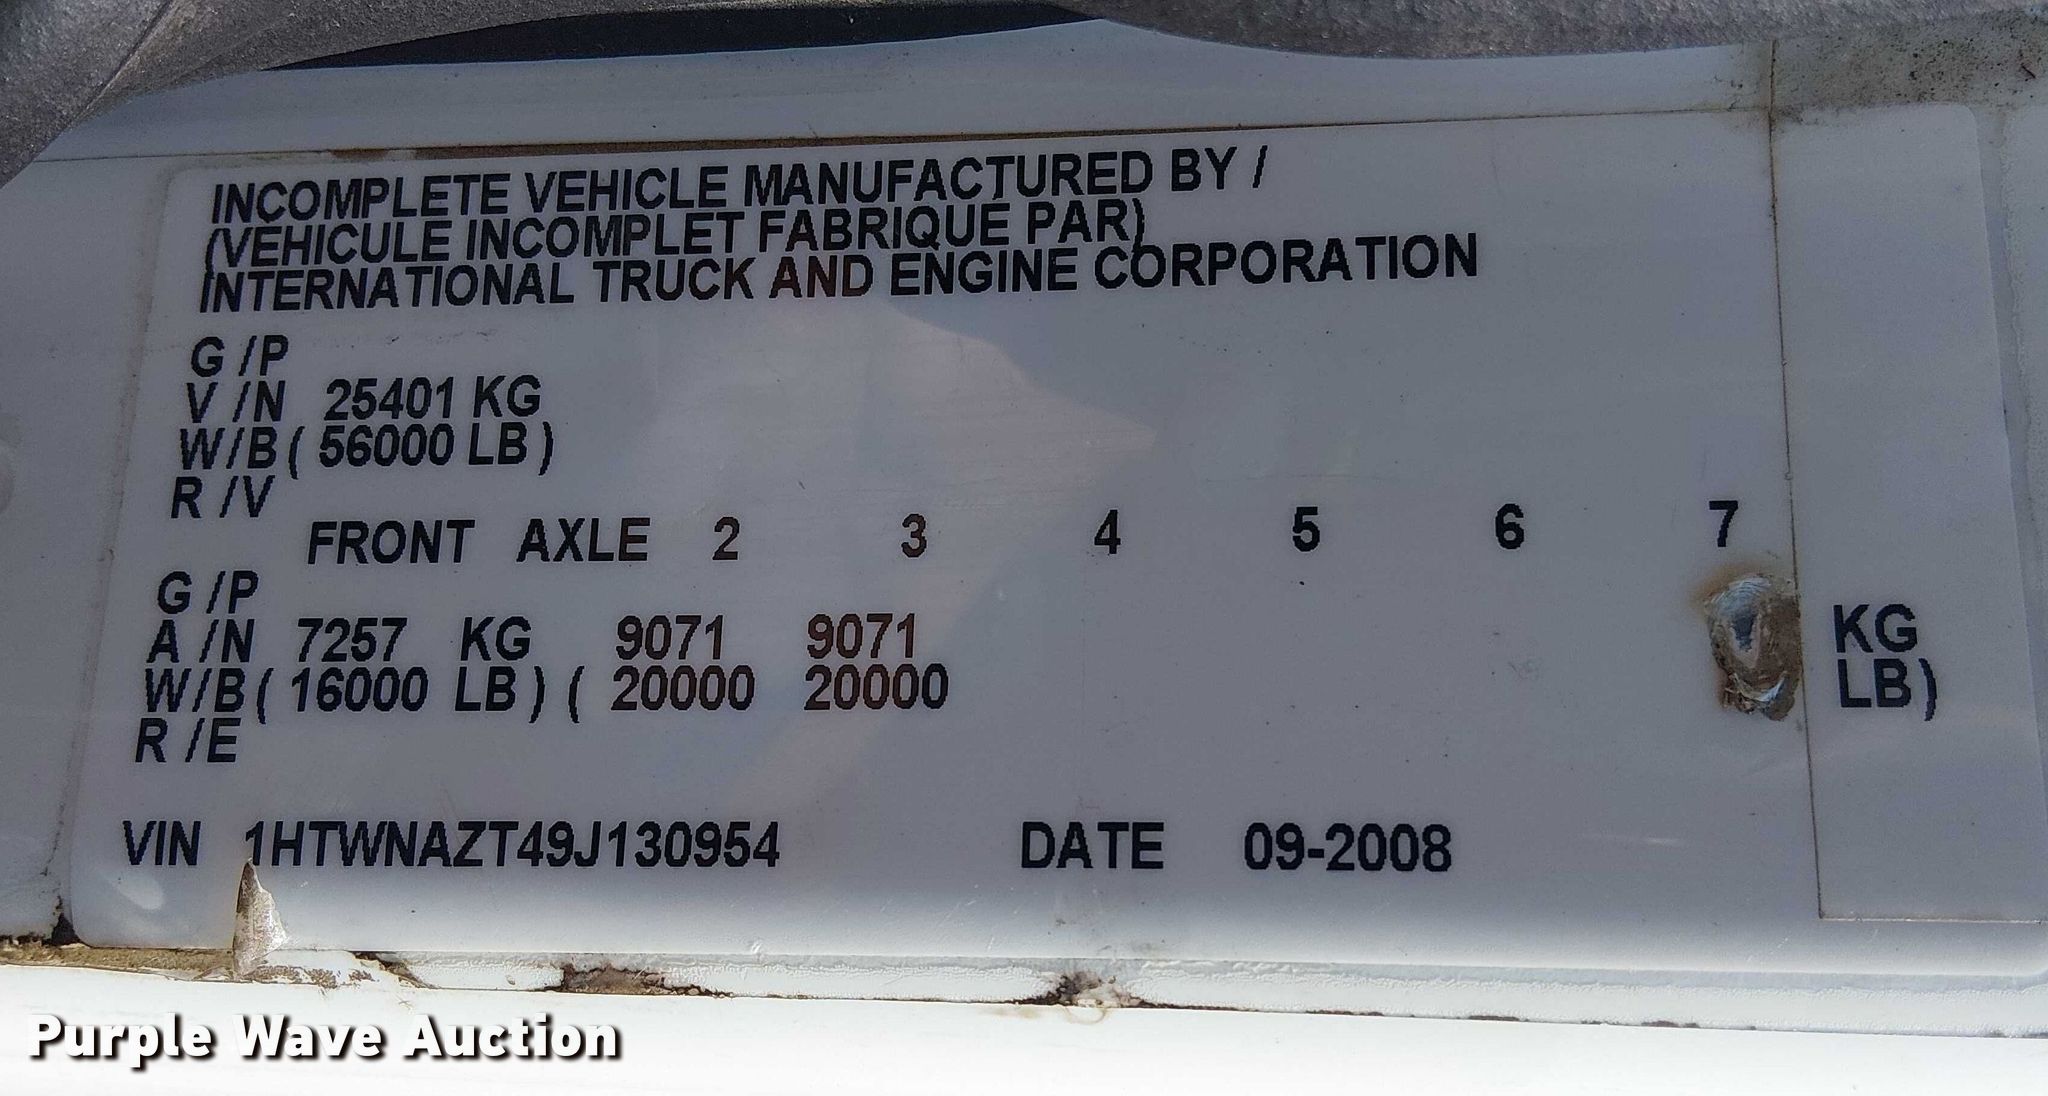 INCOMPLETE VEHICLE MANUFACTURED BY /
(VEHICULE INCOMPLET FABRIQUÉ PAR)
INTERNATIONAL TRUCK AND ENGINE CORPORATION
G /P
V /N 25401 KG
W/B ( 56000 LB )
R /V
FRONT AXLE 2 3 4 5 6 7
G /P
A /N 7257 KG 9071 9071 KG
W/B ( 16000 LB ) ( 20000 20000 LB )
R /E
VIN 1HTWNAZT49J130954 DATE 09-2008
Purple Wave Auction